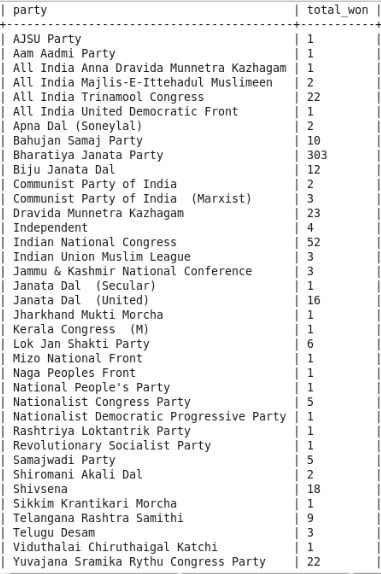 | party | total_won |
+---------------------------------------+-----------+
| AJSU Party | 1 |
| Aam Aadmi Party | 1 |
| All India Anna Dravida Munnetra Kazhagam | 1 |
| All India Majlis-E-Ittehadul Muslimeen | 2 |
| All India Trinamool Congress | 22 |
| All India United Democratic Front | 1 |
| Apna Dal (Soneylal) | 2 |
| Bahujan Samaj Party | 10 |
| Bharatiya Janata Party | 303 |
| Biju Janata Dal | 12 |
| Communist Party of India | 2 |
| Communist Party of India  (Marxist) | 3 |
| Dravida Munnetra Kazhagam | 23 |
| Independent | 4 |
| Indian National Congress | 52 |
| Indian Union Muslim League | 3 |
| Jammu & Kashmir National Conference | 3 |
| Janata Dal  (Secular) | 1 |
| Janata Dal  (United) | 16 |
| Jharkhand Mukti Morcha | 1 |
| Kerala Congress  (M) | 1 |
| Lok Jan Shakti Party | 6 |
| Mizo National Front | 1 |
| Naga Peoples Front | 1 |
| National People's Party | 1 |
| Nationalist Congress Party | 5 |
| Nationalist Democratic Progressive Party | 1 |
| Rashtriya Loktantrik Party | 1 |
| Revolutionary Socialist Party | 1 |
| Samajwadi Party | 5 |
| Shiromani Akali Dal | 2 |
| Shivsena | 18 |
| Sikkim Krantikari Morcha | 1 |
| Telangana Rashtra Samithi | 9 |
| Telugu Desam | 3 |
| Viduthalai Chiruthaigal Katchi | 1 |
| Yuvajana Sramika Rythu Congress Party | 22 |